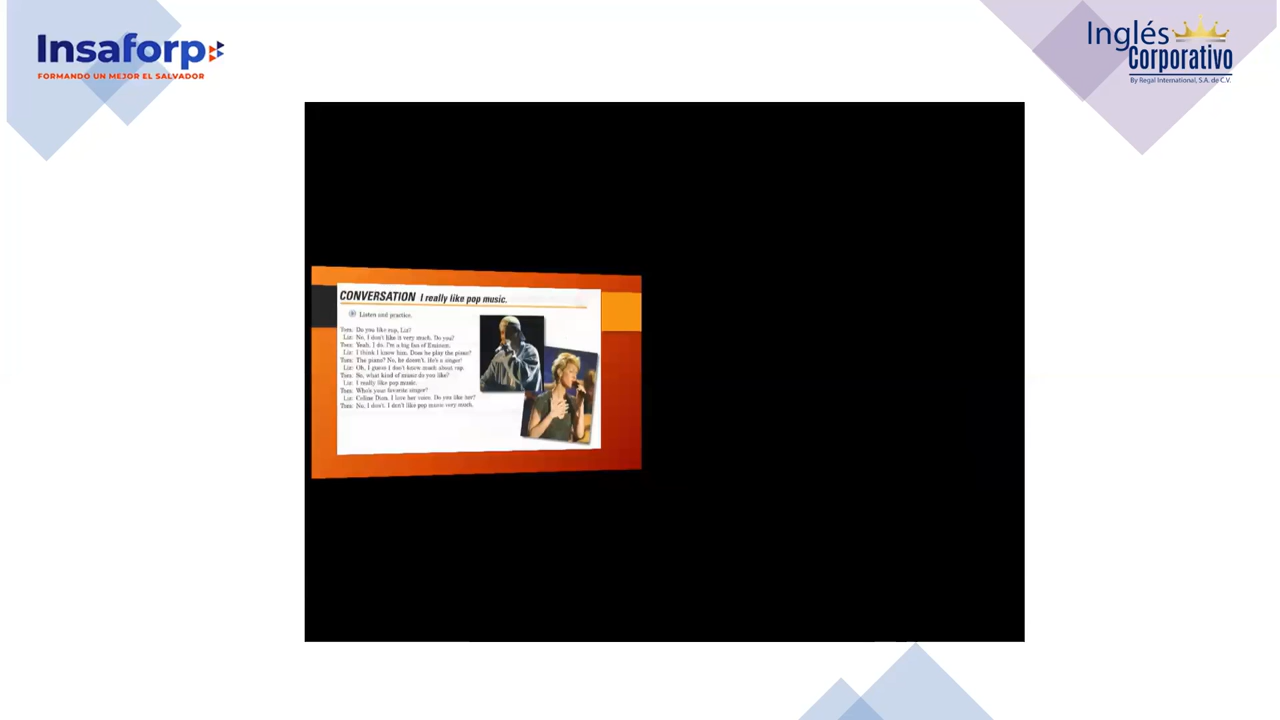 Insaforp
FORMANDO UN MEJOR EL SALVADOR
Inglés
Corporativo
By Regal International, S.A. de C.V.
CONVERSATION I really like pop music.
Listen and practice.
Tom: Do you like rap, Liz?
Liz: No, I don't like it very much. Do you?
Tom: Yeah, I do. I'm a big fan of Eminem.
Liz: I think I know him. Does he play the piano?
Tom: The piano? No, he doesn't. He's a singer!
Liz: Oh, I guess I don't know much about rap.
Tom: So, what kind of music do you like?
Liz: I really like pop music.
Tom: Who's your favorite singer?
Liz: Celine Dion. I love her voice. Do you like her?
Tom: No, I don't. I don't like pop music very much.